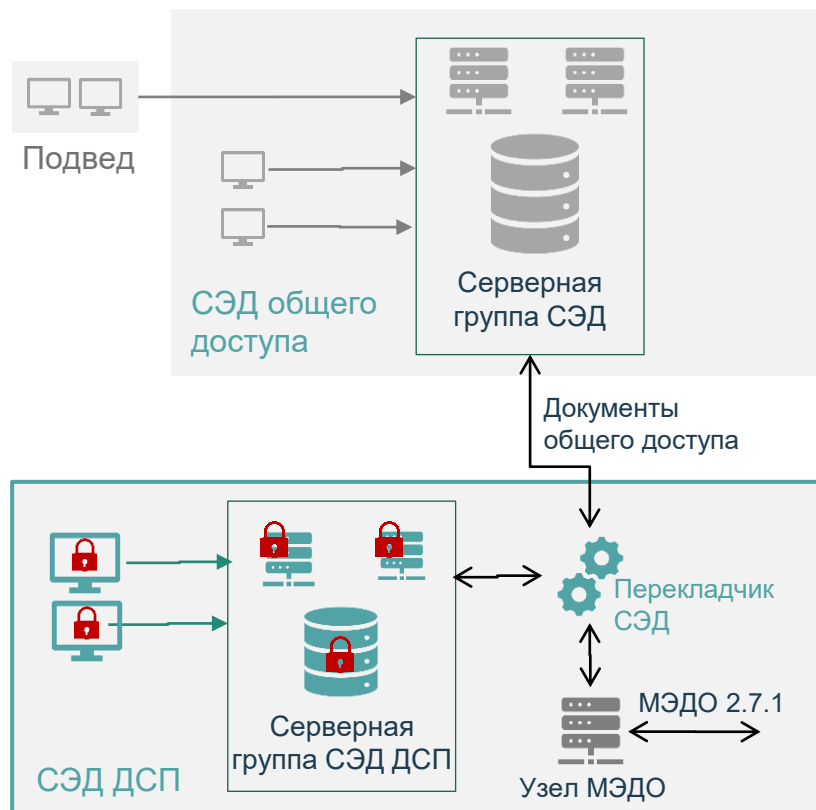 Подвед
СЭД общего
доступа
Серверная
группа СЭД
Документы
общего доступа
Перекладчик
СЭД
МЭДО 2.7.1
Серверная
группа СЭД ДСП
СЭД ДСП
Узел МЭДО